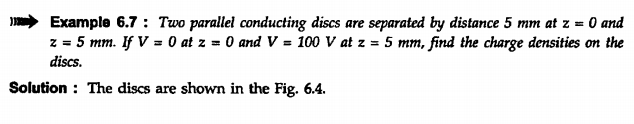 Example 6.7 : Two parallel conducting discs are separated by distance 5 mm at z = 0 and
z = 5 mm. If V = 0 at z = 0 and V = 100 V at z = 5 mm, find the charge densities on the
discs.
Solution : The discs are shown in the Fig. 6.4.